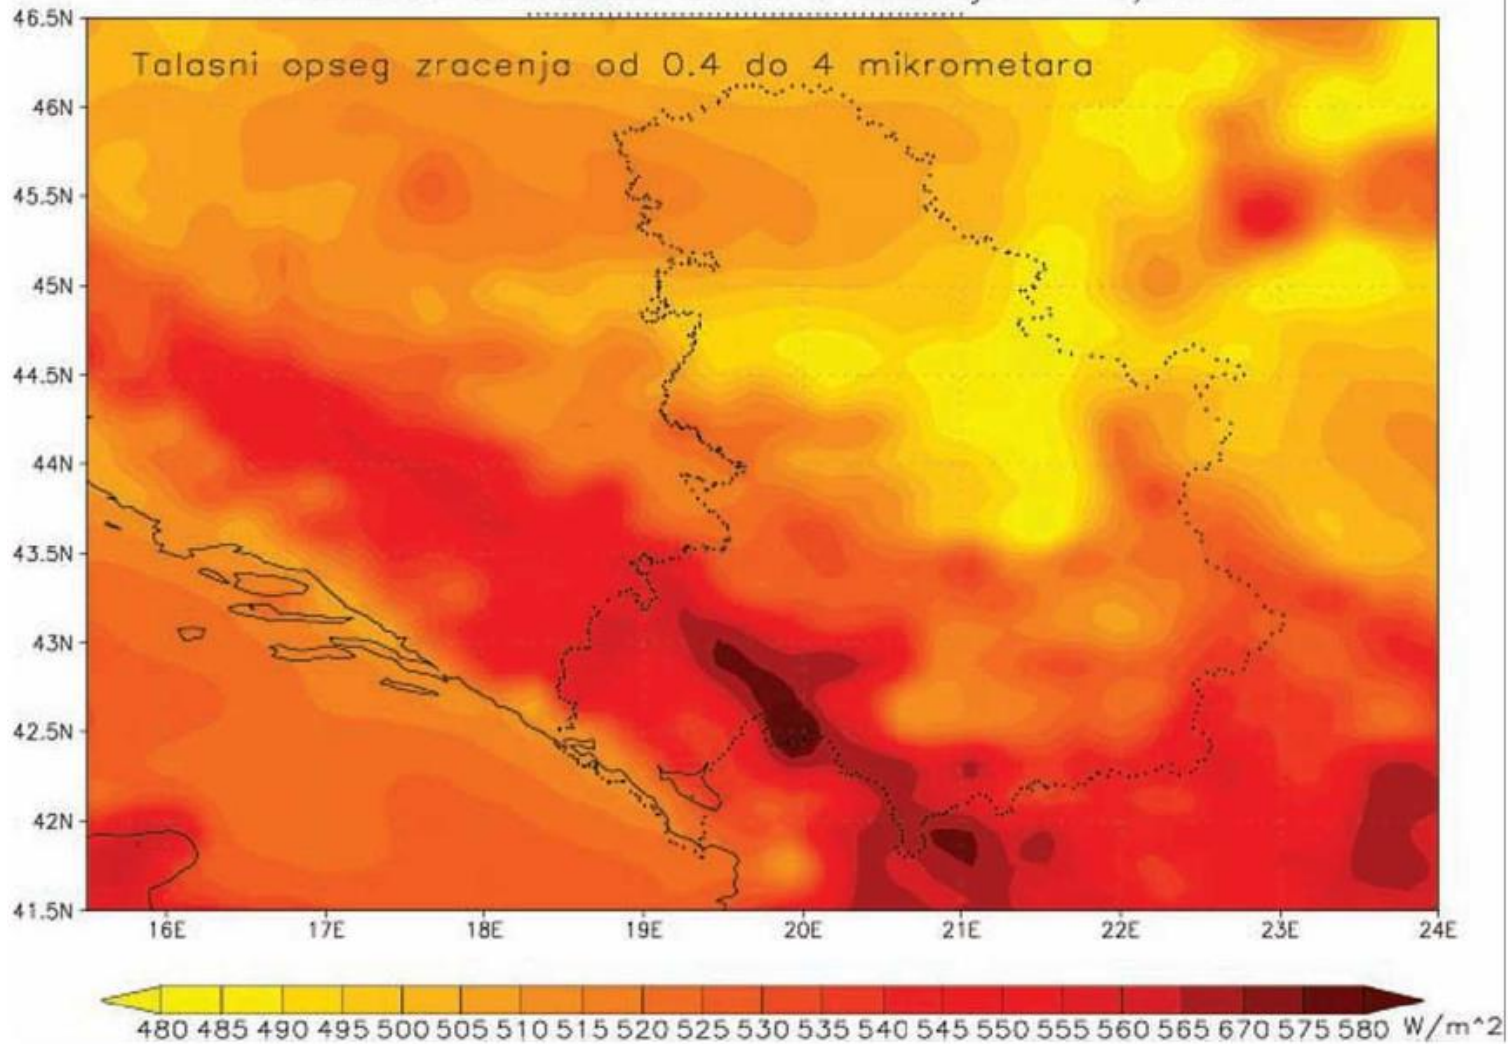 Talasni opseg zracenja od 0.4 do 4 mikrometara
46.5N
46N
45.5N
45N
44.5N
44N
43.5N
43N
42.5N
42N
41.5N
16E 17E 18E 19E 20E 21E 22E 23E 24E
480 485 490 495 500 505 510 515 520 525 530 535 540 545 550 555 560 565 670 575 580 W/m^2